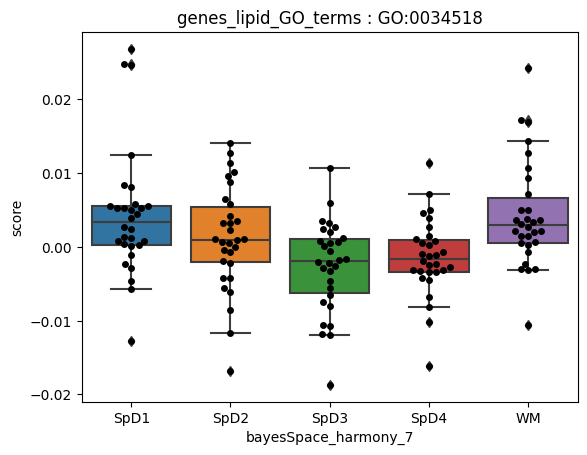 genes_lipid_GO_terms : GO:0034518
score
0.02
0.01
0.00
−0.01
−0.02
SpD1 SpD2 SpD3 SpD4 WM
bayesSpace_harmony_7